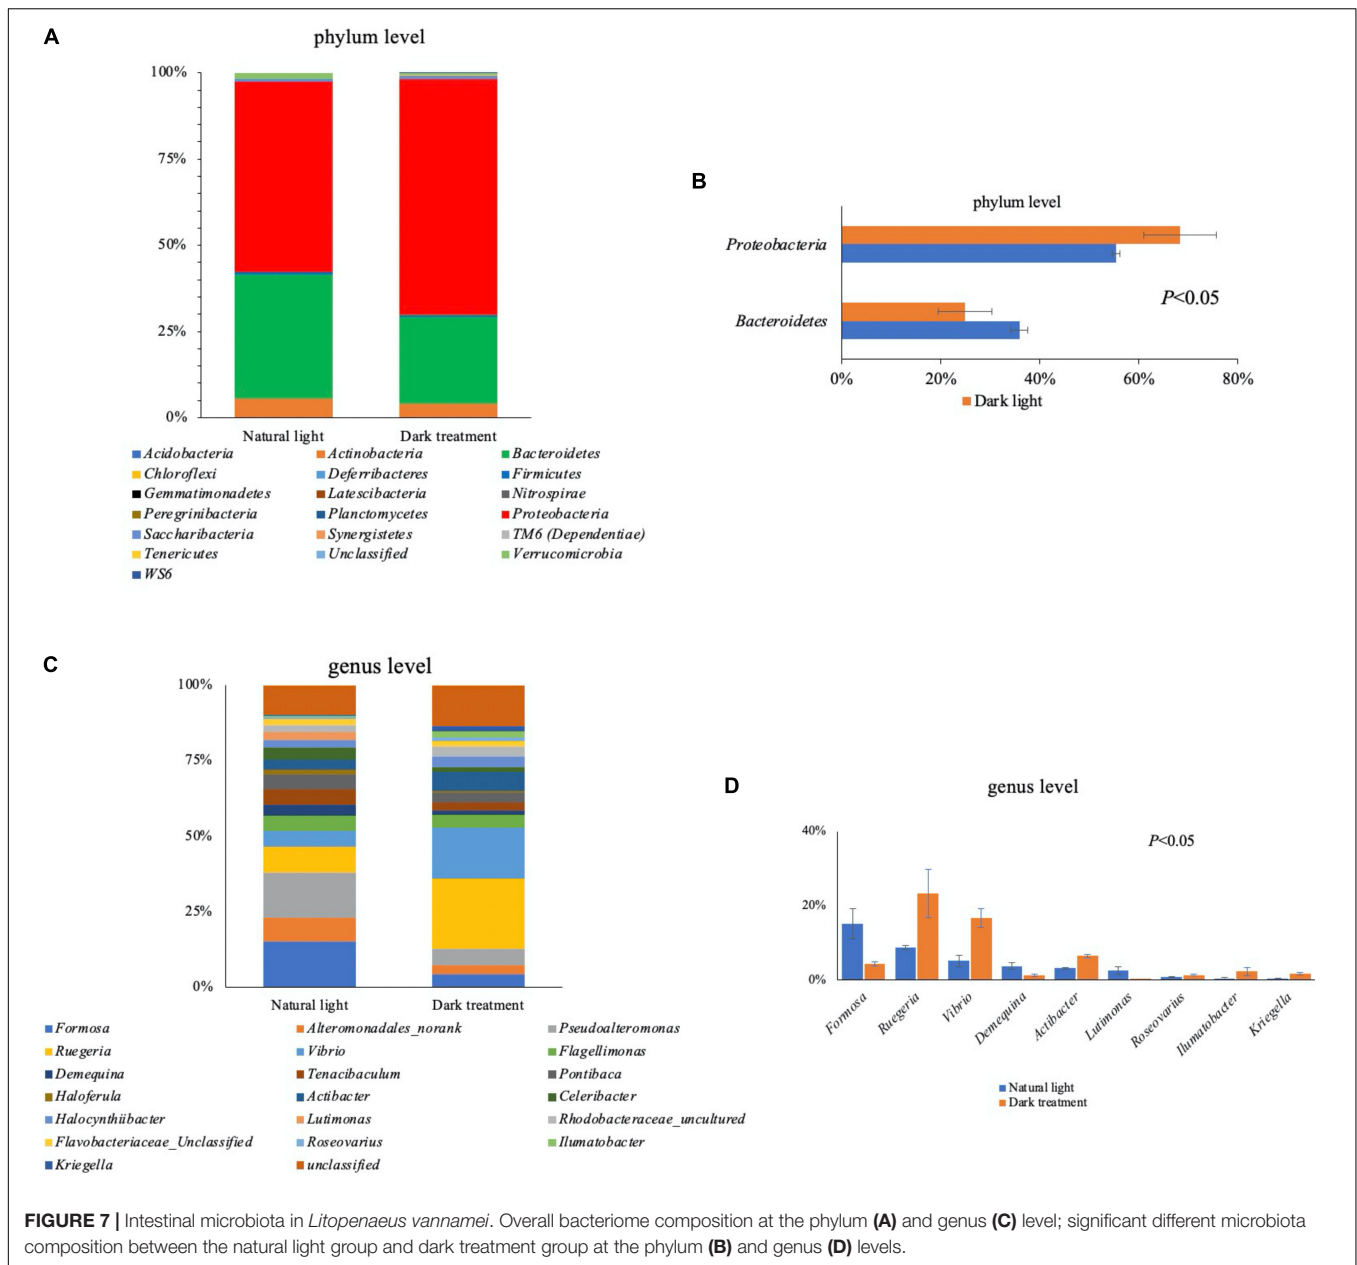 A
phylum level
100%
75%
50%
25%
0%
Natural light
Dark treatment
Acidobacteria
Actinobacteria
Bacteroidetes
Chloroflexi
Deferribacteres
Firmicutes
Gemmatimonadetes
Latescibacteria
Nitrospirae
Peregrinibacteria
Planctomycetes
Proteobacteria
Saccharibacteria
Synergistetes
TM6 (Dependentiae)
Tenericutes
Unclassified
Verrucomicrobia
WS6
B
phylum level
Proteobacteria
Bacteroidetes
P<0.05
0%
20%
40%
60%
80%
Dark light
C
genus level
100%
75%
50%
25%
0%
Natural light
Dark treatment
Formosa
Alteromonadales_norank
Pseudoalteromonas
Ruegeria
Vibrio
Flagellimonas
Demequina
Tenacibaculum
Pontibaca
Haloferula
Actibacter
Celeribacter
Halocynthiibacter
Lutimonas
Rhodobacteraceae_uncultured
Flavobacteriaceae_Unclassified
Roseovarius
Ilumatobacter
Kriegella
unclassified
D
genus level
P<0.05
40%
20%
0%
Formosa
Ruegeria
Vibrio
Demequina
Actibacter
Lutimonas
Roseovarius
Ilumatobacter
Kriegella
Natural light
Dark treatment
FIGURE 7 | Intestinal microbiota in Litopenaeus vannamei. Overall bacteriome composition at the phylum (A) and genus (C) level; significant different microbiota
composition between the natural light group and dark treatment group at the phylum (B) and genus (D) levels.